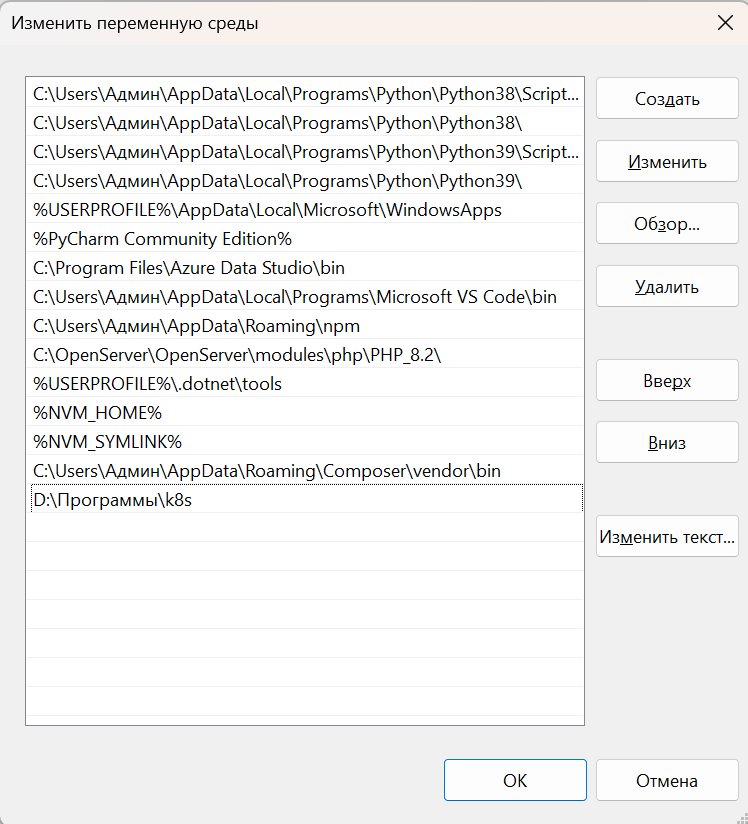 Изменить переменную среды
C:\Users\Админ\AppData\Local\Programs\Python\Python38\Script...
C:\Users\Админ\AppData\Local\Programs\Python\Python38\
C:\Users\Админ\AppData\Local\Programs\Python\Python39\Script...
C:\Users\Админ\AppData\Local\Programs\Python\Python39\
%USERPROFILE%\AppData\Local\Microsoft\WindowsApps
%PyCharm Community Edition%
C:\Program Files\Azure Data Studio\bin
C:\Users\Админ\AppData\Local\Programs\Microsoft VS Code\bin
C:\Users\Админ\AppData\Roaming\npm
C:\OpenServer\OpenServer\modules\php\PHP_8.2\
%USERPROFILE%\.dotnet\tools
%NVM_HOME%
%NVM_SYMLINK%
C:\Users\Админ\AppData\Roaming\Composer\vendor\bin
D:\Программы\k8s
Создать
Изменить
Обзор...
Удалить
Вверх
Вниз
Изменить текст...
ОК
Отмена